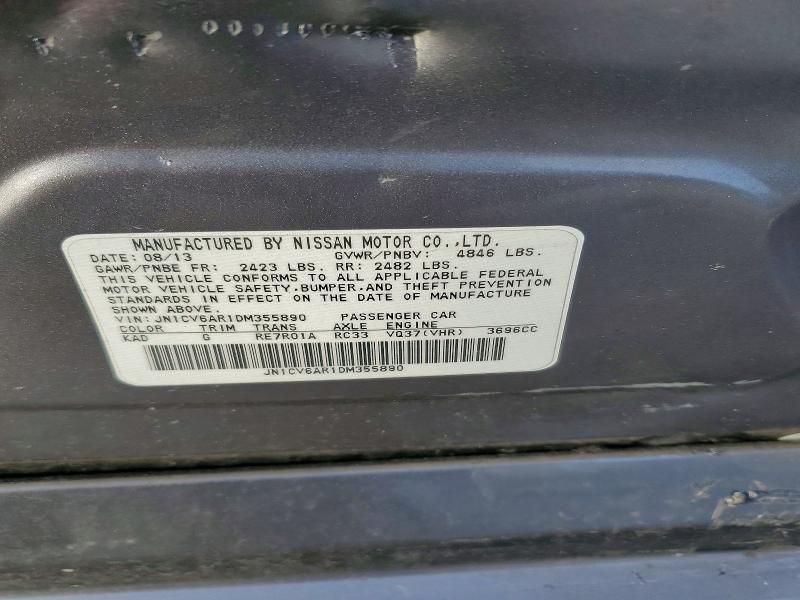 MANUFACTURED BY NISSAN MOTOR CO.,LTD.
DATE: 08/13 GVWR/PNBV: 4846 LBS.
GAWR/PNBE FR: 2423 LBS. RR: 2482 LBS.
THIS VEHICLE CONFORMS TO ALL APPLICABLE FEDERAL
MOTOR VEHICLE SAFETY,BUMPER,AND THEFT PREVENTION
STANDARDS IN EFFECT ON THE DATE OF MANUFACTURE
SHOWN ABOVE.
VIN: JN1CV6AR1DM355890 PASSENGER CAR
COLOR TRIM TRANS AXLE ENGINE
KAD G RE7R01A RC33 VQ37(VHR) 3696CC
JN1CV6AR1DM355890